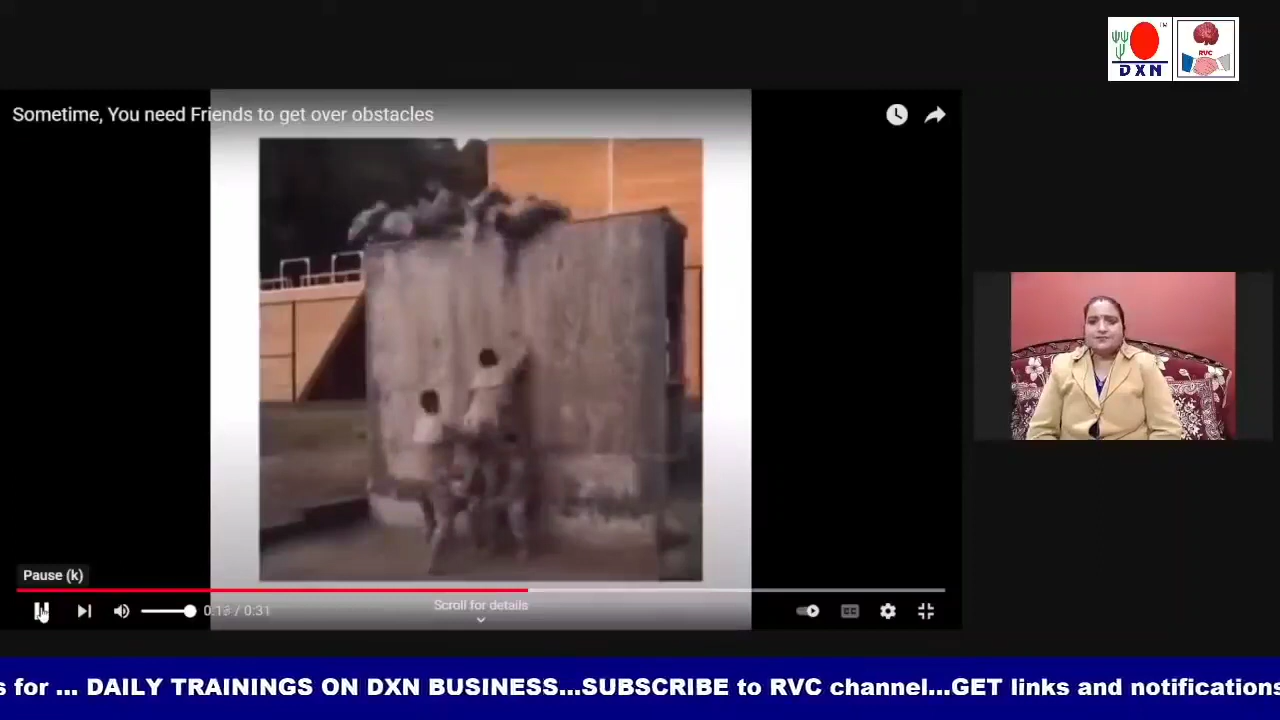 DXN
RVC
Sometime, You need Friends to get over obstacles
Pause (k)
/ 0:31
Scroll for details
CC
s for ... DAILY TRAININGS ON DXN BUSINESS...SUBSCRIBE to RVC channel...GET links and notifications